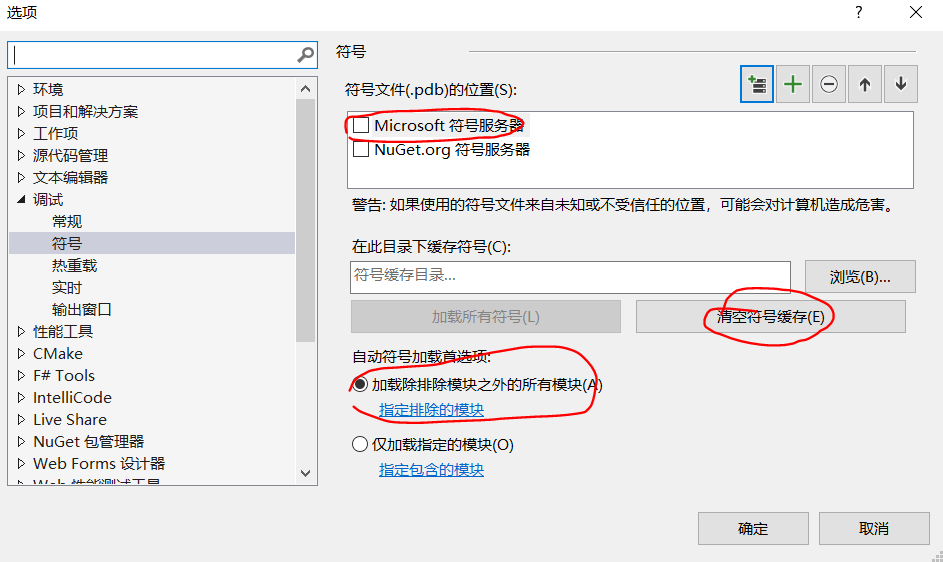 选项
环境
项目和解决方案
工作项
源代码管理
文本编辑器
调试
常规
符号
热重载
实时
输出窗口
性能工具
CMake
F# Tools
IntelliCode
Live Share
NuGet 包管理器
Web Forms 设计器
Web 性能测试工具
符号
符号文件(.pdb)的位置(S):
Microsoft 符号服务器
NuGet.org 符号服务器
警告: 如果使用的符号文件来自未知或不受信任的位置，可能会对计算机造成危害。
在此目录下缓存符号(C):
符号缓存目录...
浏览(B)...
加载所有符号(L)
清空符号缓存(E)
自动符号加载首选项:
加载除排除模块之外的所有模块(A)
指定排除的模块
仅加载指定的模块(O)
指定包含的模块
确定
取消